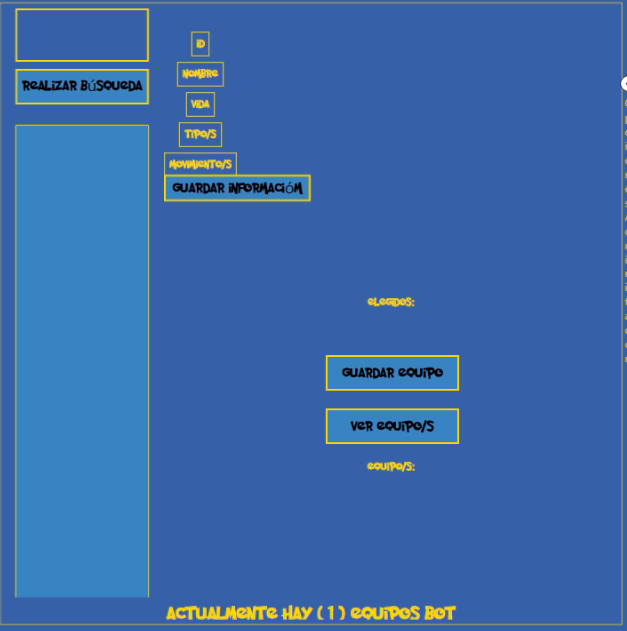 ID
NOMBRE
REALIZAR BÚSQUEDA
VIDA
TIPO/S
MOVIMIENTO/S
GUARDAR INFORMACIÓM
ELEGIDOS:
GUARDAR EQUIPO
VER EQUIPO/S
EQUIPO/S:
ACTUALMENTE HAY ( 1 ) EQUIPOS BOT